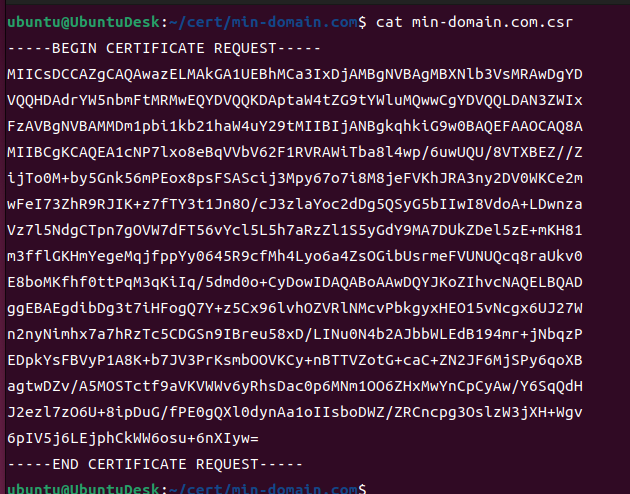 ubuntu@UbuntuDesk:~/cert/min-domain.com$ cat min-domain.com.csr
-----BEGIN CERTIFICATE REQUEST-----
MIICsDCCAZgCAQAwazELMAkGA1UEBhMCa3IxDjAMBgNVBAgMBXNlb3VsMRAwDgYD
VQQHDAdrYW5nbmFtMRMwEQYDVQQKDAptaW4tZG9tYWluMQwwCgYDVQQLDAN3ZWIx
FzAVBgNVBAMMDm1pbi1kb21haW4uY29tMIIBIjANBgkqhkiG9w0BAQEFAAOCAQ8A
MIIBCgKCAQEA1cNP7lxo8eBqVVbV62F1RVRAWiTba8l4wp/6uwUQU/8VTXBEZ//Z
ijTo0M+by5Gnk56mPEox8psFSAScij3Mpy67o7i8M8jeFVKhJRA3ny2DV0WKCe2m
wFeI73ZhR9RJIK+z7fTY3t1Jn8O/cJ3zlaYoc2dDg5QSyG5bIIwI8VdoA+LDwnza
Vz7l5NdgCTpn7gOVW7dFT56vYcl5L5h7aRzZl1S5yGdY9MA7DUkZDel5zE+mKH81
m3fflGKHmYegeMqjfppYy0645R9cfMh4Lyo6a4ZsOGibUsrmeFVUNUQcq8raUkv0
E8boMKfhf0ttPqM3qKiIq/5dmd0o+CyDowIDAQABoAAwDQYJKoZIhvcNAQELBQAD
ggEBAEgdibDg3t7iHFogQ7Y+z5Cx96lvhOZVRlNMcvPbkgyxHEO15vNcgx6UJ27W
n2nyNimhx7a7hRzTc5CDGSn9IBreu58xD/LINu0N4b2AJbbWLEdB194mr+jNbqzP
EDpkYsFBVyP1A8K+b7JV3PrKsmbOOVKCy+nBTTVZotG+caC+ZN2JF6MjSPy6qoXB
agtwDZv/A5MOSTctf9aVKVWWv6yRhsDac0p6MNm1OO6ZHxMwYnCpCyAw/Y6SqQdH
J2ezl7zO6U+8ipDuG/fPE0gQXl0dynAa1oIIsboDWZ/ZRCncpg3OslzW3jXH+Wgv
6pIV5j6LEjphCkWW6osu+6nXIyw=
-----END CERTIFICATE REQUEST-----
ubuntu@UbuntuDesk:~/cert/min-domain.com$